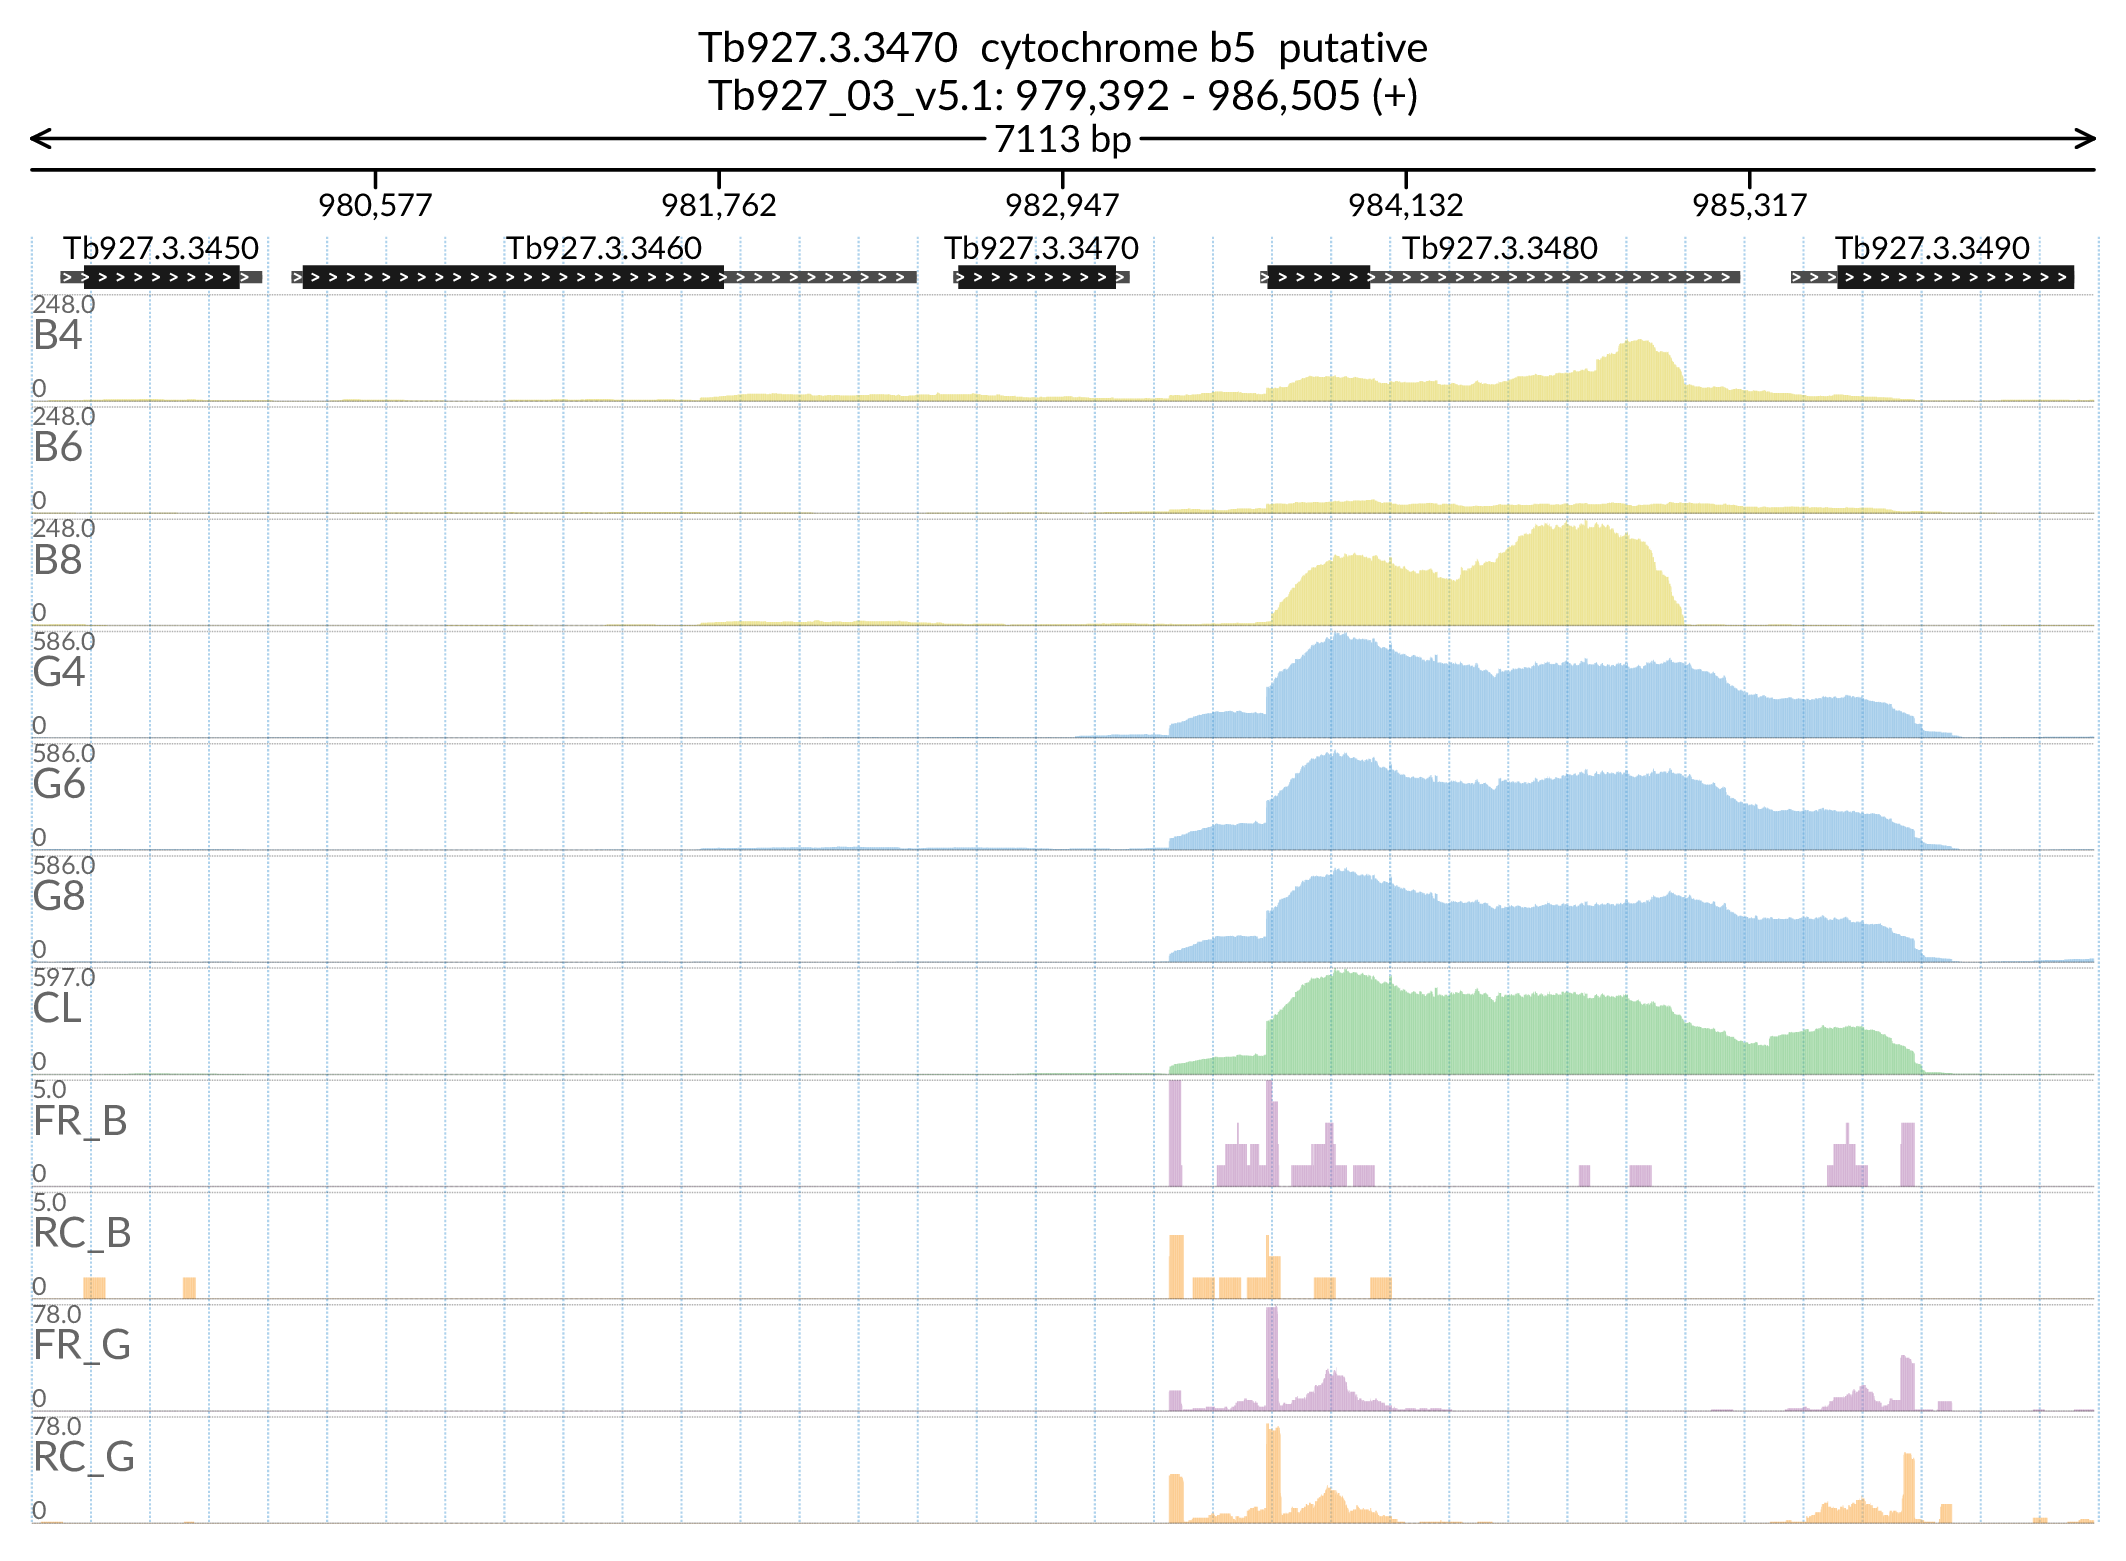 Tb927.3.3470  cytochrome b5  putative
Tb927_03_v5.1: 979,392 - 986,505 (+)
7113 bp
980,577 981,762 982,947 984,132 985,317
Tb927.3.3450 Tb927.3.3460 Tb927.3.3470 Tb927.3.3480 Tb927.3.3490
248.0
B4
0
248.0
B6
0
248.0
B8
0
586.0
G4
0
586.0
G6
0
586.0
G8
0
597.0
CL
0
5.0
FR_B
0
5.0
RC_B
0
78.0
FR_G
0
78.0
RC_G
0